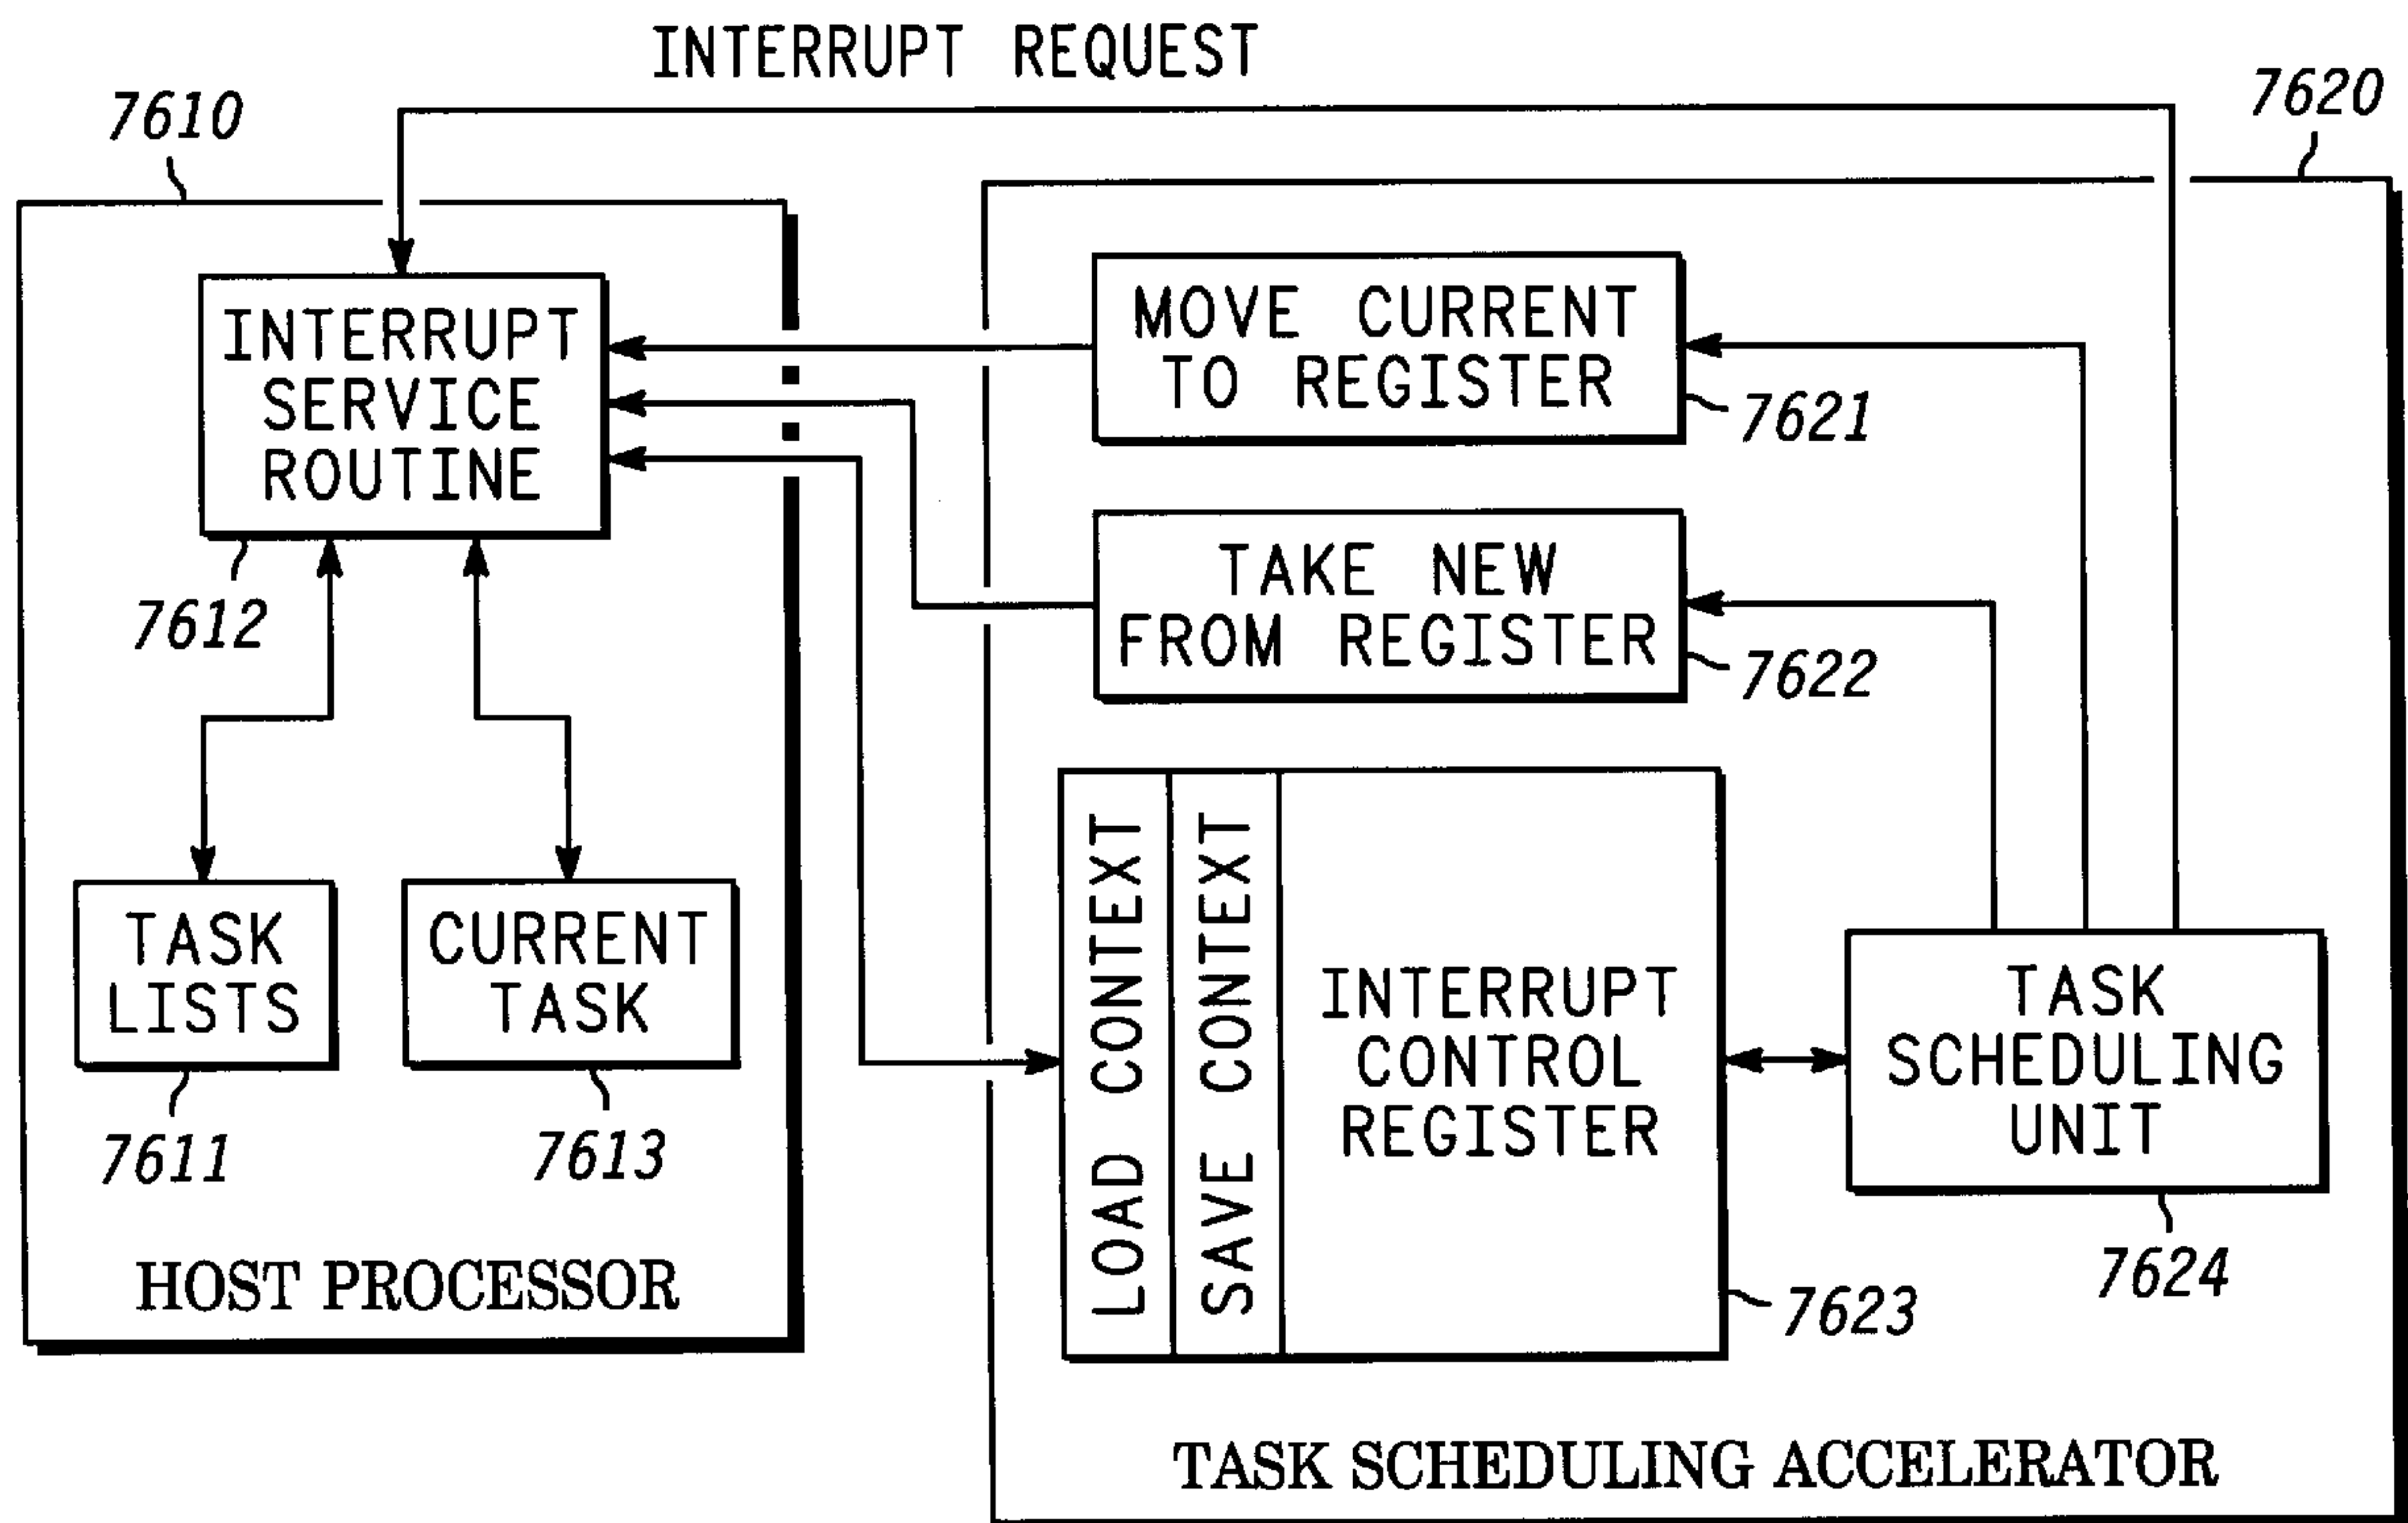 INTERRUPT REQUEST
7610
7620
INTERRUPT
SERVICE
ROUTINE
7612
MOVE CURRENT
TO REGISTER
7621
TAKE NEW
FROM REGISTER
7622
TASK
LISTS
7611
CURRENT
TASK
7613
HOST PROCESSOR
LOAD CONTEXT
SAVE CONTEXT
INTERRUPT
CONTROL
REGISTER
7623
TASK
SCHEDULING
UNIT
7624
TASK SCHEDULING ACCELERATOR